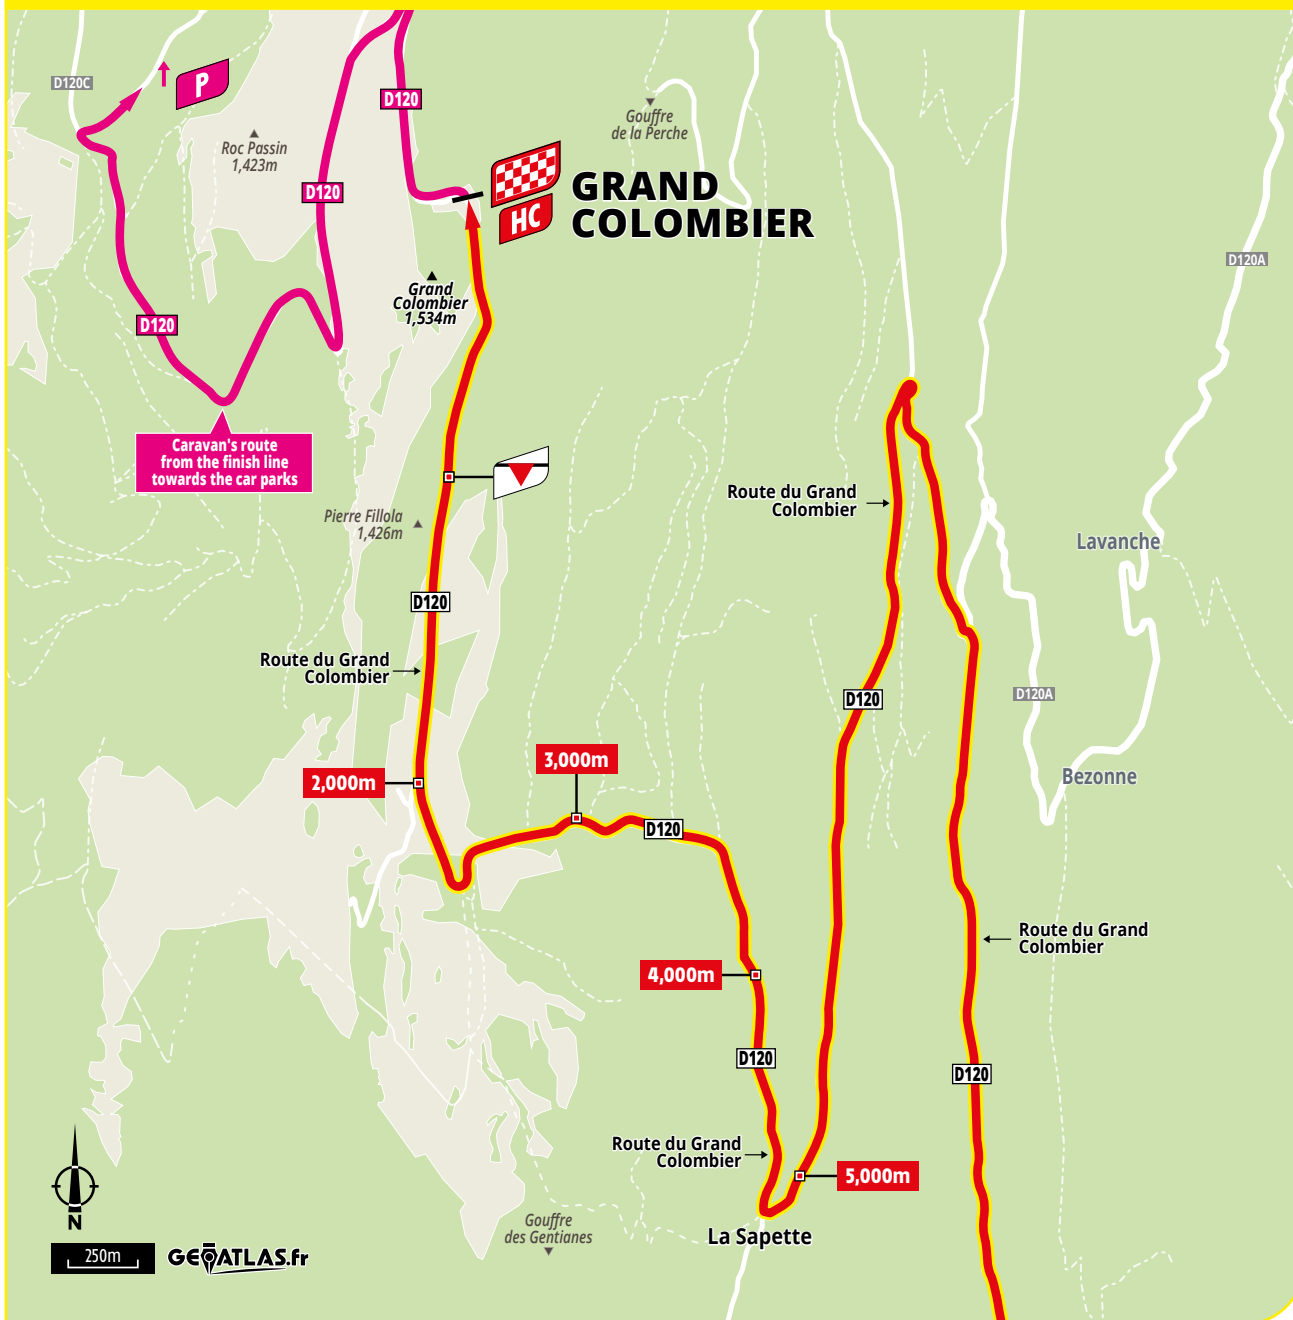 D120C
P
D120
Gouffre
de la Perche
Roc Passin
1,423m
D120
GRAND
COLOMBIER
HC
D120A
Grand
Colombier
1,534m
D120
Caravan's route
from the finish line
towards the car parks
Route du Grand
Colombier
Pierre Fillola
1,426m
Lavanche
D120
Route du Grand
Colombier
D120A
D120
3,000m
2,000m
Bezonne
D120
Route du Grand
Colombier
4,000m
D120
D120
Route du Grand
Colombier
5,000m
N
Gouffre
des Gentianes
La Sapette
250m
GEOATLAS.fr